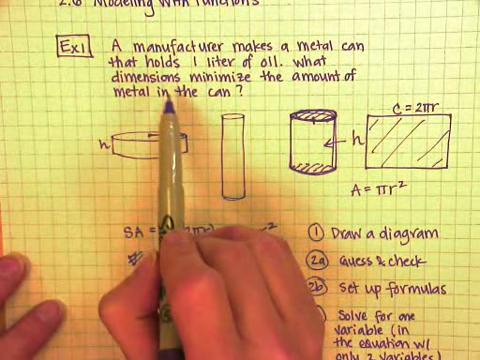 2.6 Modeling with Functions
Ex1 A manufacturer makes a metal can
that holds 1 liter of oil. what
dimensions minimize the amount of
metal in the can?
C = 2πr
h
h
A = πr²
SA =
① Draw a diagram
2a Guess & check
2b Set up formulas
Solve for one
variable (in
the equation w/
only 2 variables)